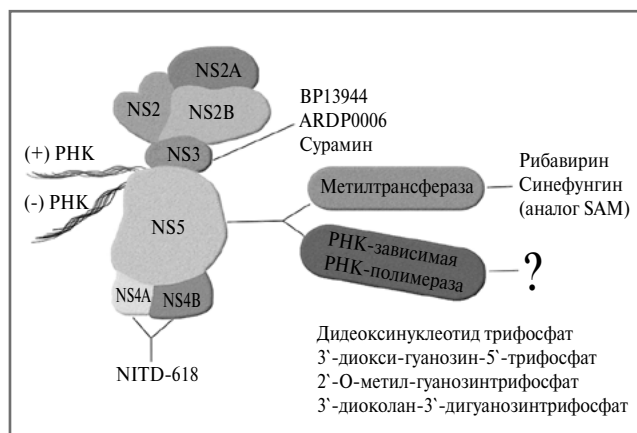 NS2A
NS2
NS2B
NS3
(+) РНК
(-) РНК
NS5
NS4A
NS4B
NITD-618
BP13944
ARDP0006
Сурамин
Метилтрансфераза
Рибавирин
Синефунгин
(аналог SAM)
РНК-зависимая
РНК-полимераза
?
Дидеоксинуклеотид трифосфат
3`-диокси-гуанозин-5`-трифосфат
2`-О-метил-гуанозинтрифосфат
3`-диоколан-3`-дигуанозинтрифосфат